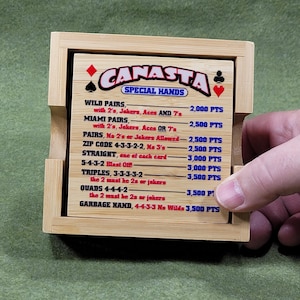 CANASTA
SPECIAL HANDS
WILD PAIRS 2,000 PTS
with 2's, Jokers, Aces AND 7's
MIAMI PAIRS 2,500 PTS
with 2's, Jokers, Aces OR 7's
PAIRS, No 2's or Jokers Allowed 2,500 PTS
ZIP CODE 4-3-3-2-2, No 3's 2,500 PTS
STRAIGHT, one of each card 3,000 PTS
5-4-3-2 Blast Off! 3,000 PTS
TRIPLES, 3-3-3-3-2 3,500 PTS
the 2 must be 2s or jokers
QUADS 4-4-4-2 3,500 PTS
the 2 must be 2s or jokers
GARBAGE HAND, 4-4-3-3 No Wilds 3,500 PTS